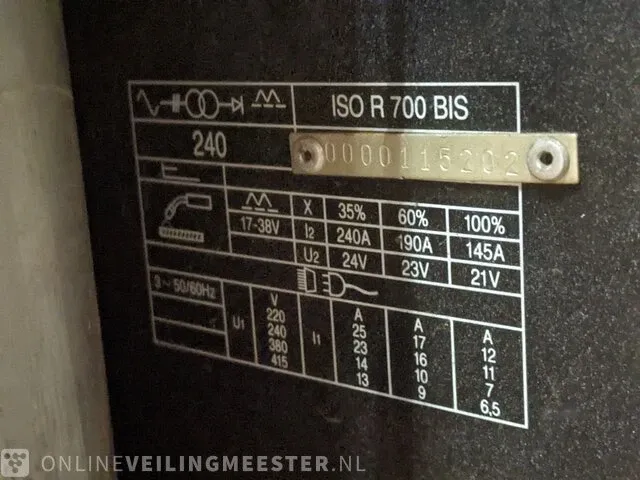 ISO R 700 BIS
240
0000115202
X 35% 60% 100%
17-38V I2 240A 190A 145A
U2 24V 23V 21V
3~50/60Hz U1 V I1 A A A
220 25 17 12
240 23 16 11
380 14 10 7
415 13 9 6,5
ONLINEVEILINGMEESTER.NL